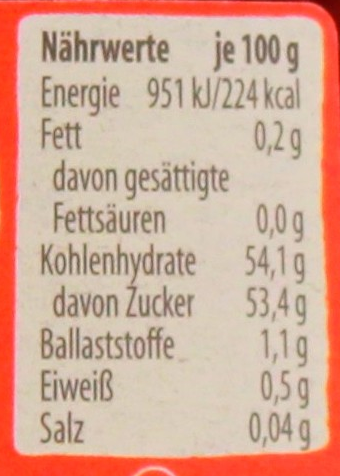 Nährwerte je 100 g
Energie 951 kJ/224 kcal
Fett 0,2 g
davon gesättigte
Fettsäuren 0,0 g
Kohlenhydrate 54,1 g
davon Zucker 53,4 g
Ballaststoffe 1,1 g
Eiweiß 0,5 g
Salz 0,04 g